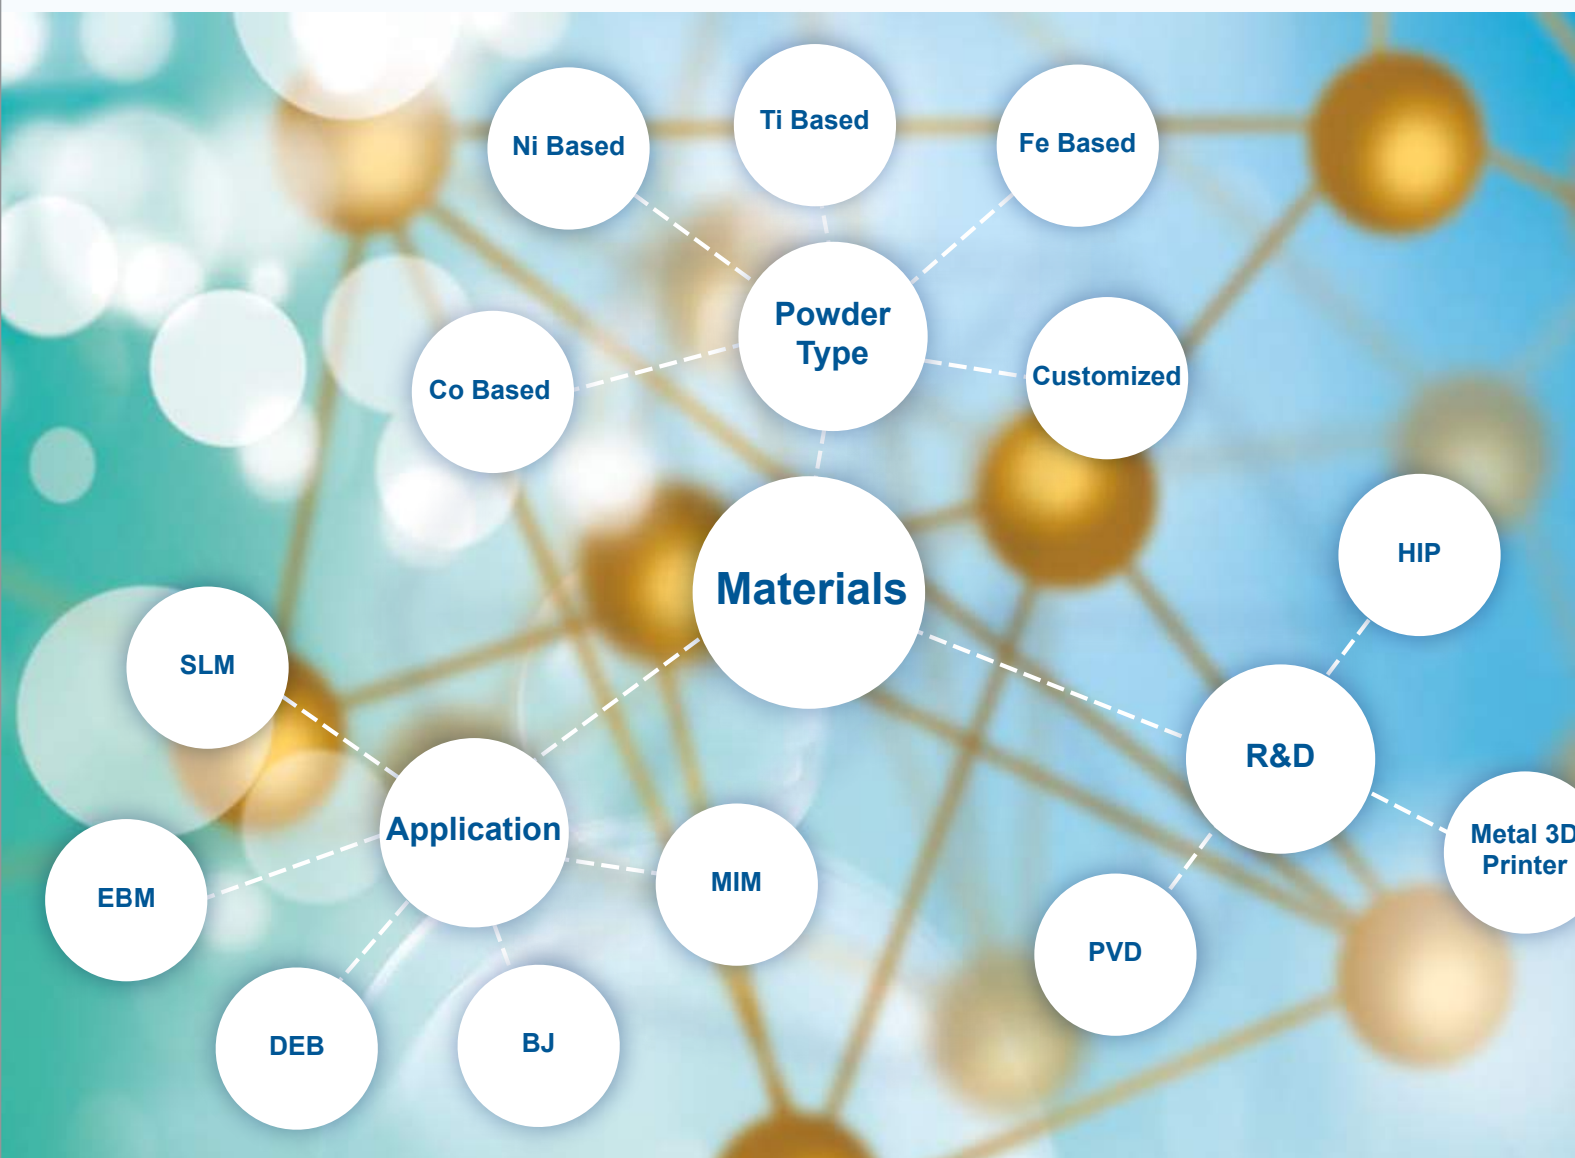 Ti Based
Ni Based
Fe Based
Powder
Type
Co Based
Customized
Materials
HIP
SLM
R&D
Application
Metal 3D
Printer
EBM
MIM
PVD
DEB
BJ